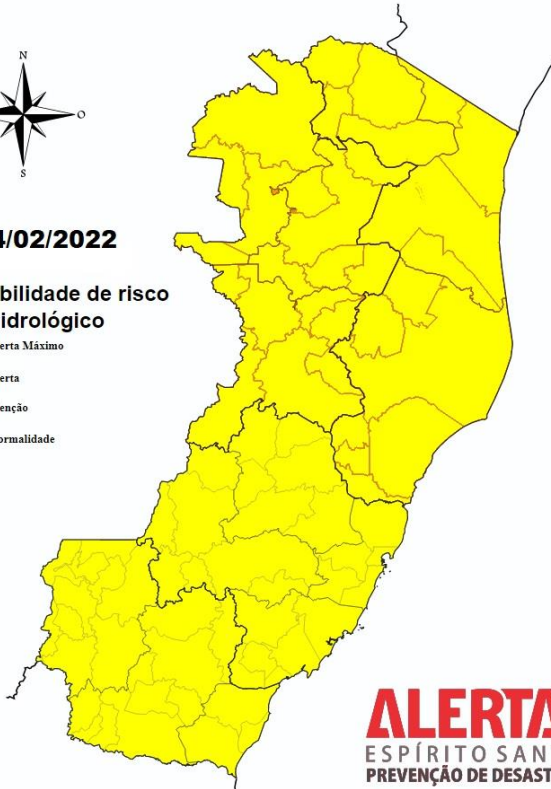 N
O
S
4/02/2022
bilidade de risco
idrológico
erta Máximo
erta
enção
ormalidade
ALERTA
ESPÍRITO SAN
PREVENÇÃO DE DESAST